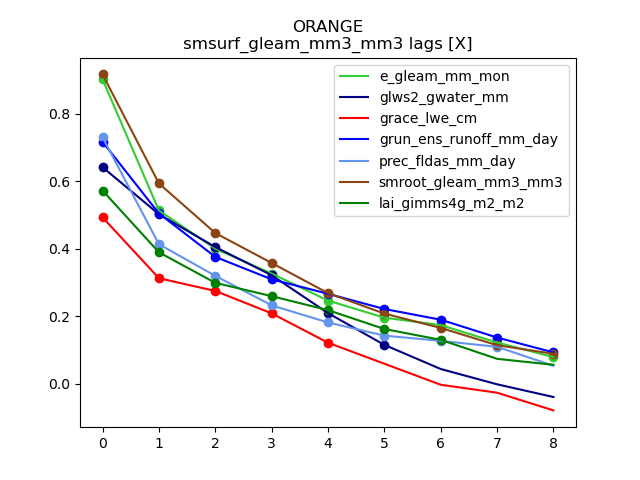 ORANGE
smsurf_gleam_mm3_mm3 lags [X]
e_gleam_mm_mon
glws2_gwater_mm
grace_lwe_cm
grun_ens_runoff_mm_day
prec_fldas_mm_day
smroot_gleam_mm3_mm3
lai_gimms4g_m2_m2
0.8
0.6
0.4
0.2
0.0
0 1 2 3 4 5 6 7 8